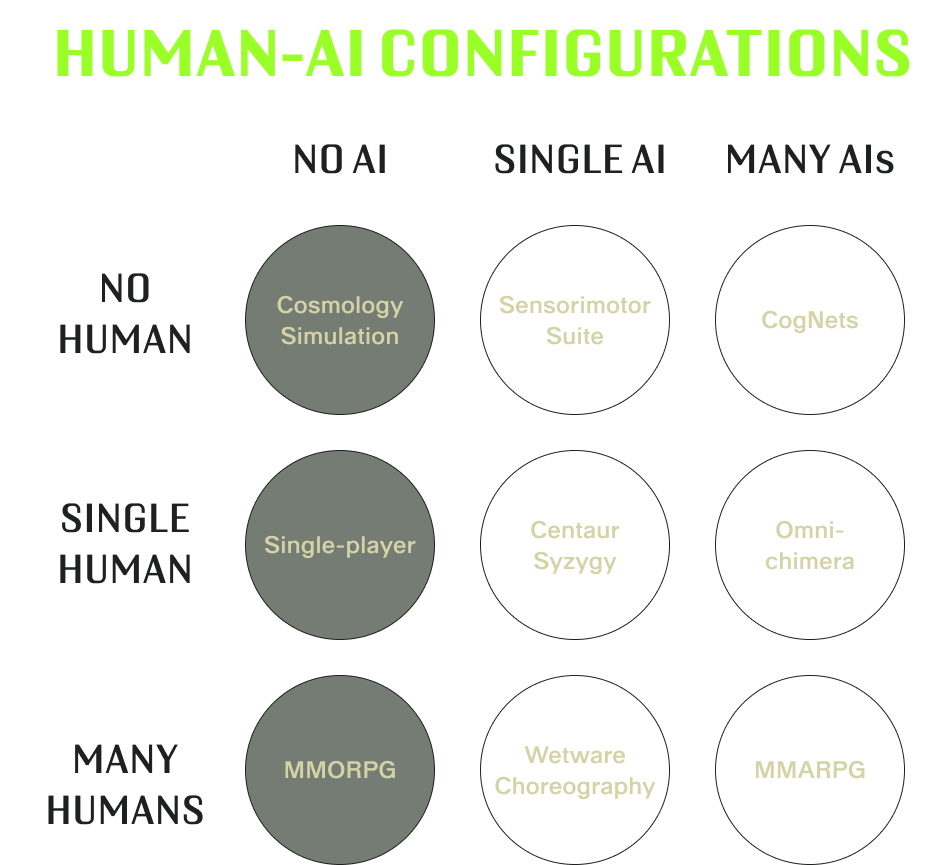 HUMAN-AI CONFIGURATIONS
NO AI SINGLE AI MANY AIs
NO
HUMAN
Cosmology
Simulation
Sensorimotor
Suite
CogNets
SINGLE
HUMAN
Single-player
Centaur
Syzygy
Omni-
chimera
MANY
HUMANS
MMORPG
Wetware
Choreography
MMARPG